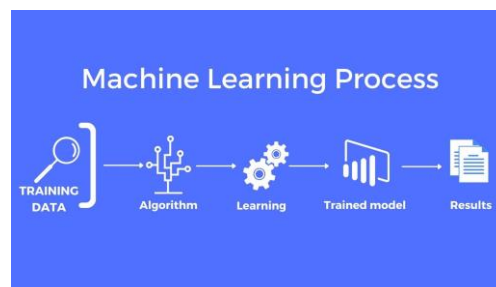 Machine Learning Process
TRAINING
DATA
Algorithm
Learning
Trained model
Results